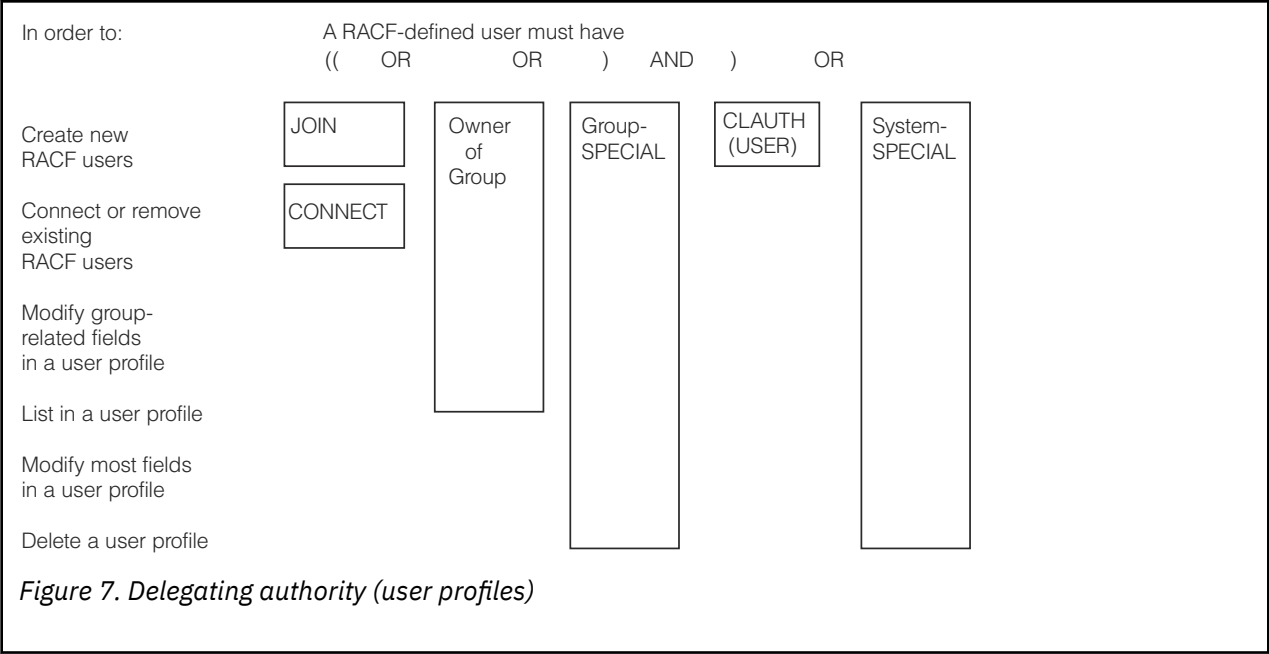 In order to: A RACF-defined user must have
(( OR OR ) AND ) OR
Create new
RACF users
JOIN
Owner
of
Group
Group-
SPECIAL
CLAUTH
(USER)
System-
SPECIAL
Connect or remove
existing
RACF users
CONNECT
Modify group-
related fields
in a user profile
List in a user profile
Modify most fields
in a user profile
Delete a user profile
Figure 7. Delegating authority (user profiles)